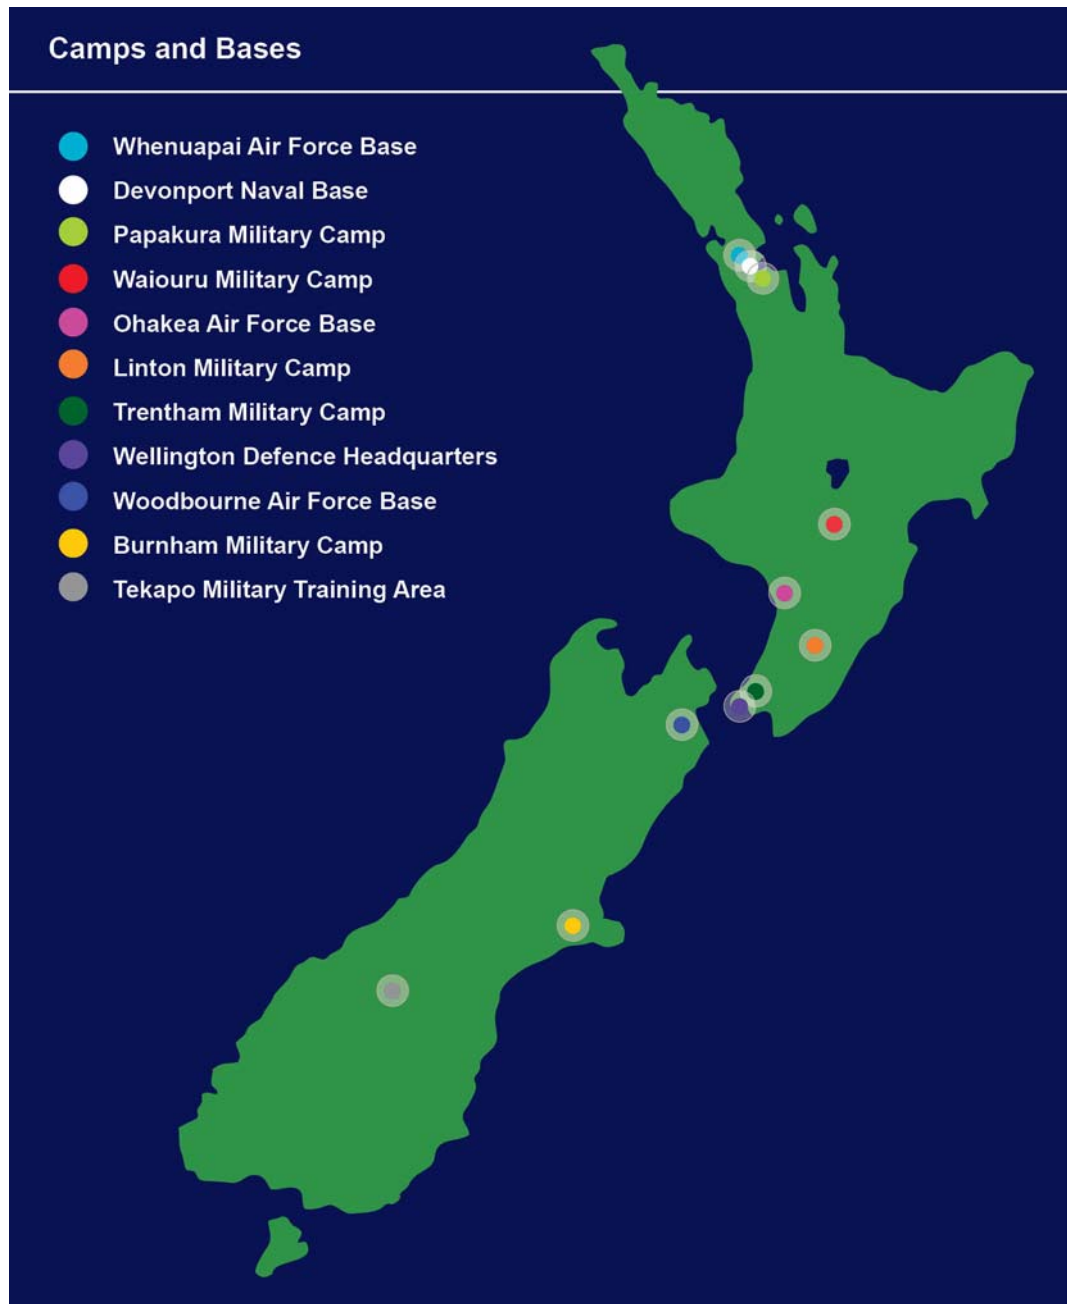 Camps and Bases
Whenuapai Air Force Base
Devonport Naval Base
Papakura Military Camp
Waiouru Military Camp
Ohakea Air Force Base
Linton Military Camp
Trentham Military Camp
Wellington Defence Headquarters
Woodbourne Air Force Base
Burnham Military Camp
Tekapo Military Training Area